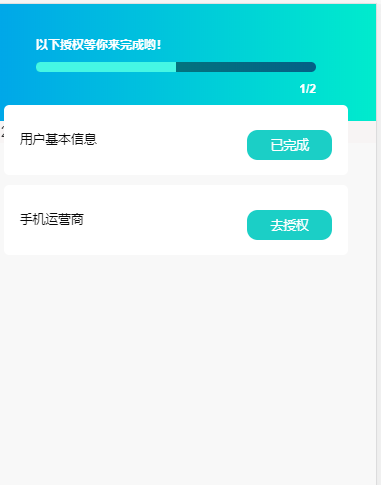 以下授权等你来完成哟！
1/2
用户基本信息
已完成
手机运营商
去授权